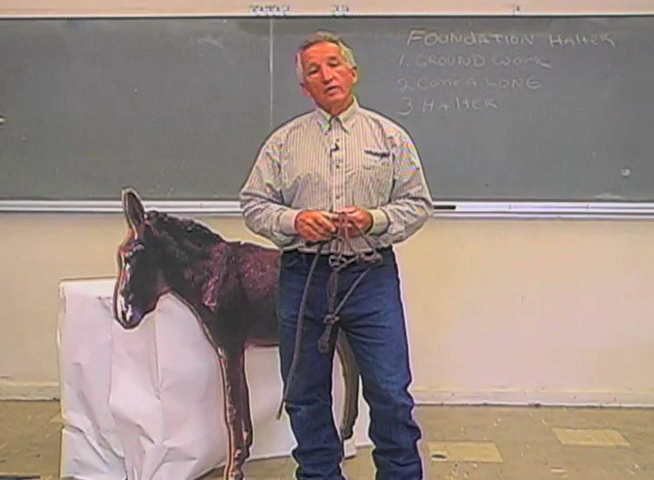 FOUNDATION HALTER
1. GROUND WORK
2 COME A LONG
3 HALTER